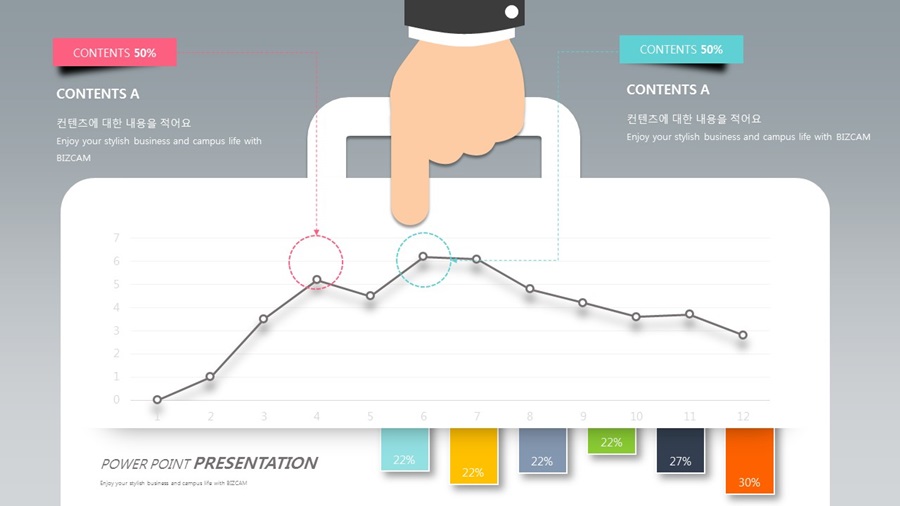 CONTENTS 50%
CONTENTS A
컨텐츠에 대한 내용을 적어요
Enjoy your stylish business and campus life with
BIZCAM
CONTENTS 50%
CONTENTS A
컨텐츠에 대한 내용을 적어요
Enjoy your stylish business and campus life with BIZCAM
7
6
5
4
3
2
1
0
1 2 3 4 5 6 7 8 9 10 11 12
22% 22% 22% 22% 27% 30%
POWER POINT PRESENTATION
Enjoy your stylish business and campus life with BIZCAM